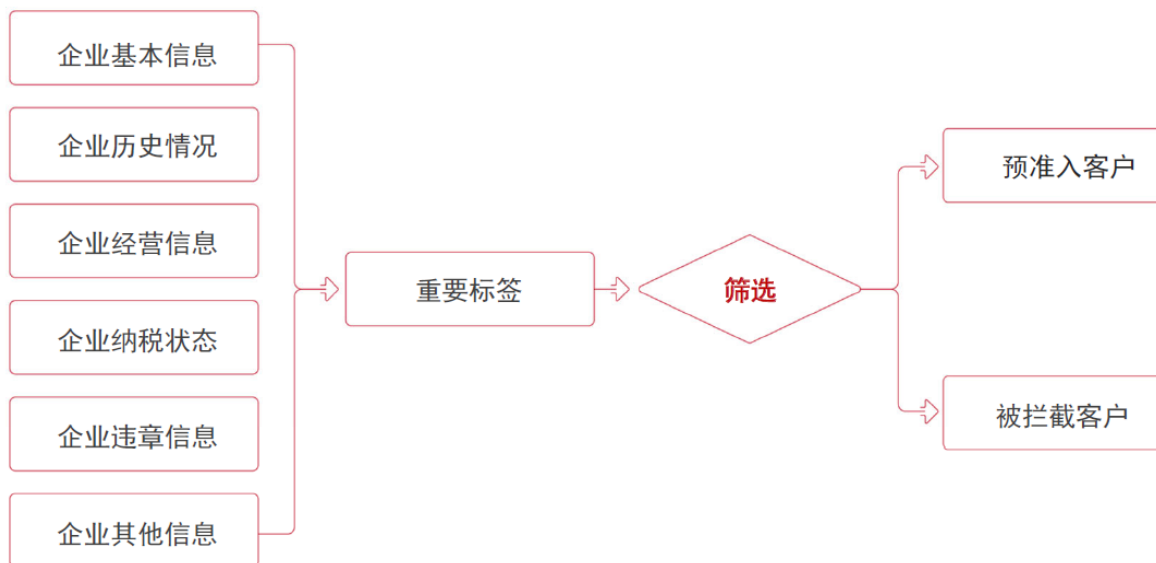 企业基本信息
企业历史情况
企业经营信息
企业纳税状态
企业违章信息
企业其他信息
重要标签
筛选
预准入客户
被拦截客户